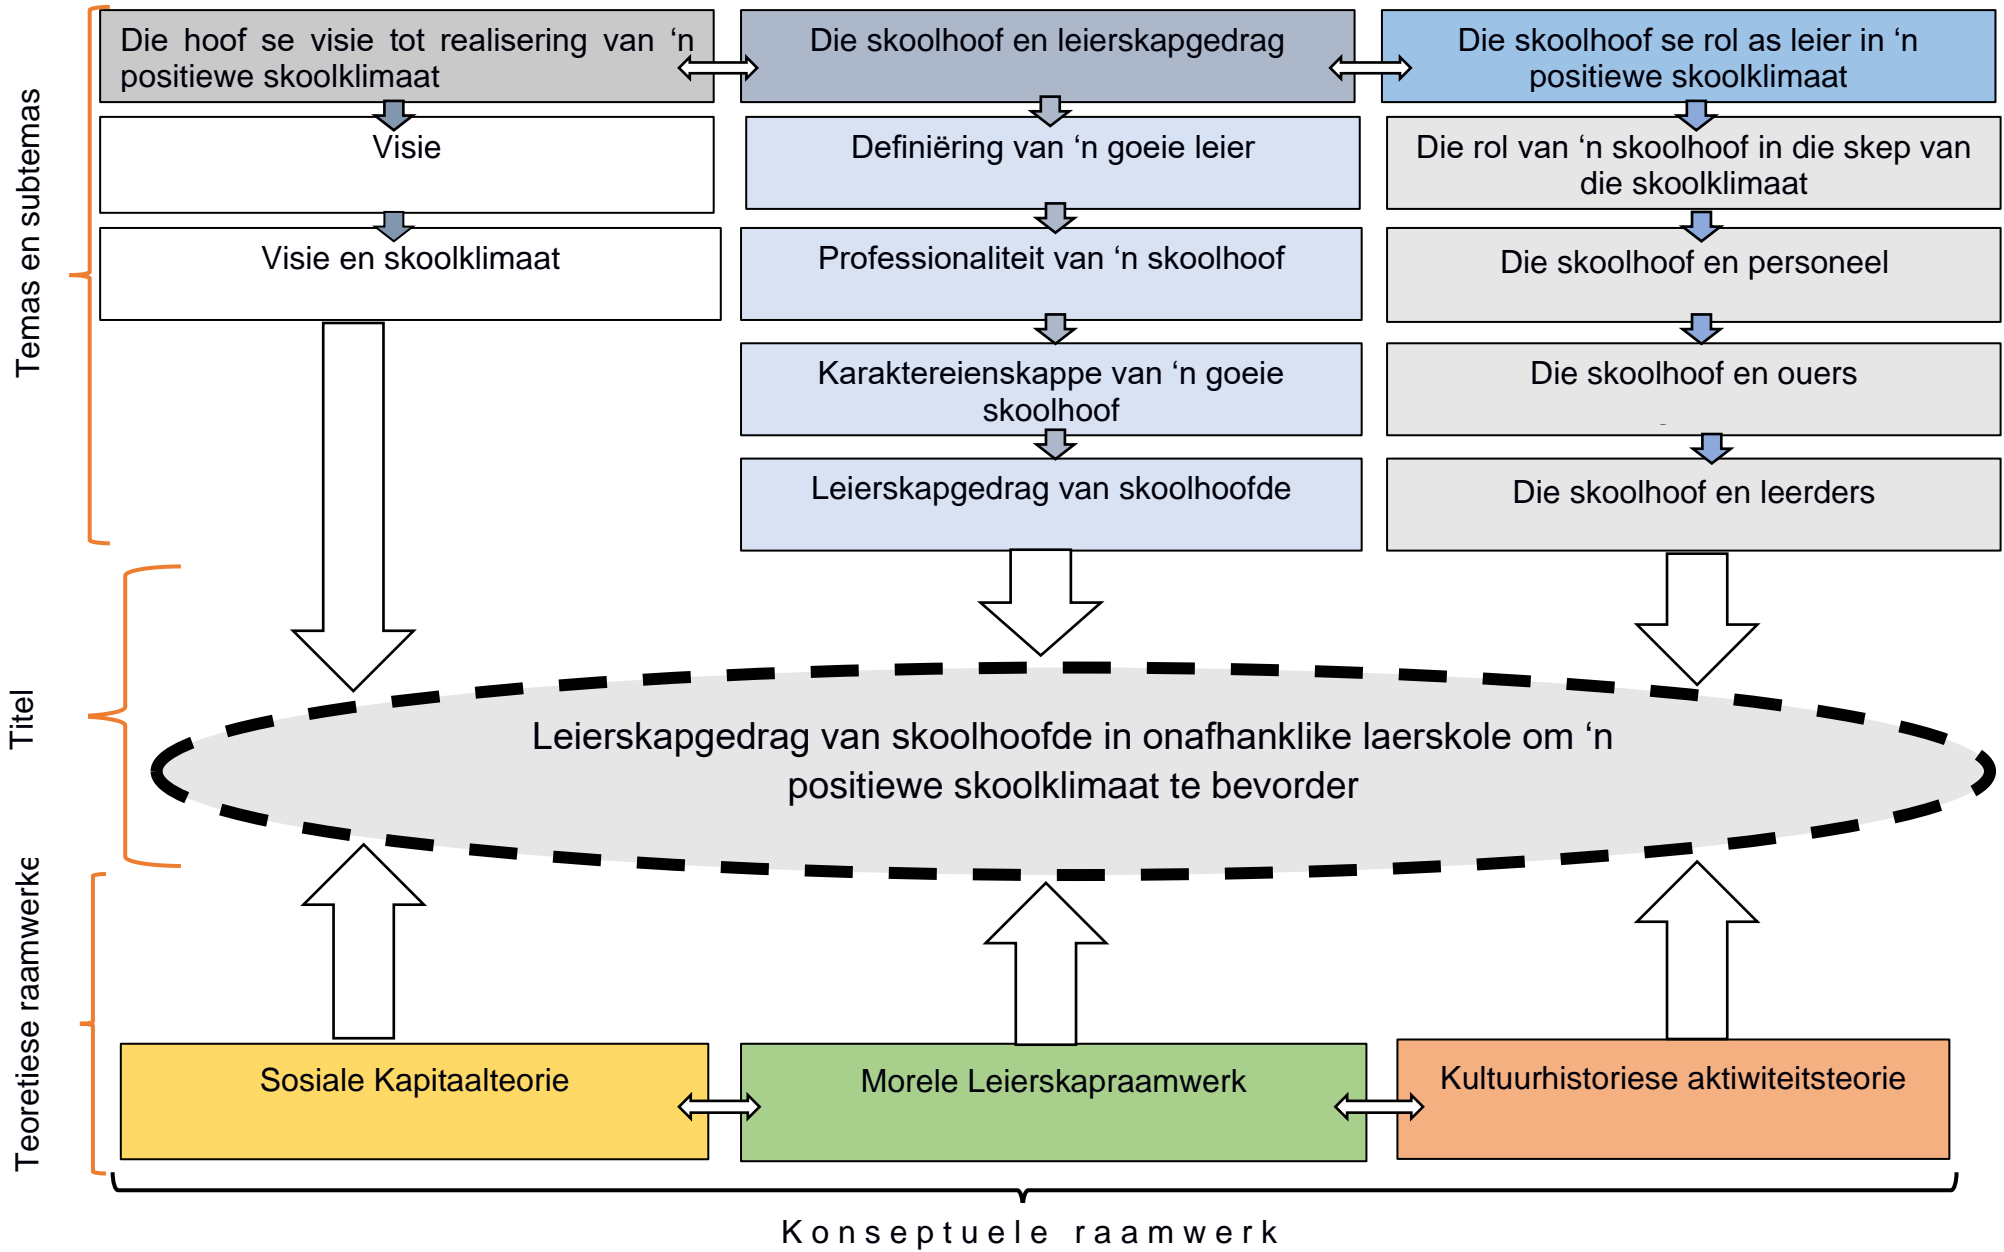 Temas en subtemas
Die hoof se visie tot realisering van ‘n
positiewe skoolklimaat
Visie
Visie en skoolklimaat
Die skoolhoof en leierskapgedrag
Definiëring van ‘n goeie leier
Professionaliteit van ‘n skoolhoof
Karaktereienskappe van ‘n goeie
skoolhoof
Leierskapgedrag van skoolhoofde
Die skoolhoof se rol as leier in ‘n
positiewe skoolklimaat
Die rol van ‘n skoolhoof in die skep van
die skoolklimaat
Die skoolhoof en personeel
Die skoolhoof en ouers
Die skoolhoof en leerders
Titel
Leierskapgedrag van skoolhoofde in onafhanklike laerskole om ‘n
positiewe skoolklimaat te bevorder
Teoretiese raamwerke
Sosiale Kapitaalteorie
Morele Leierskapraamwerk
Kultuurhistoriese aktiwiteitsteorie
Konseptuele raamwerk